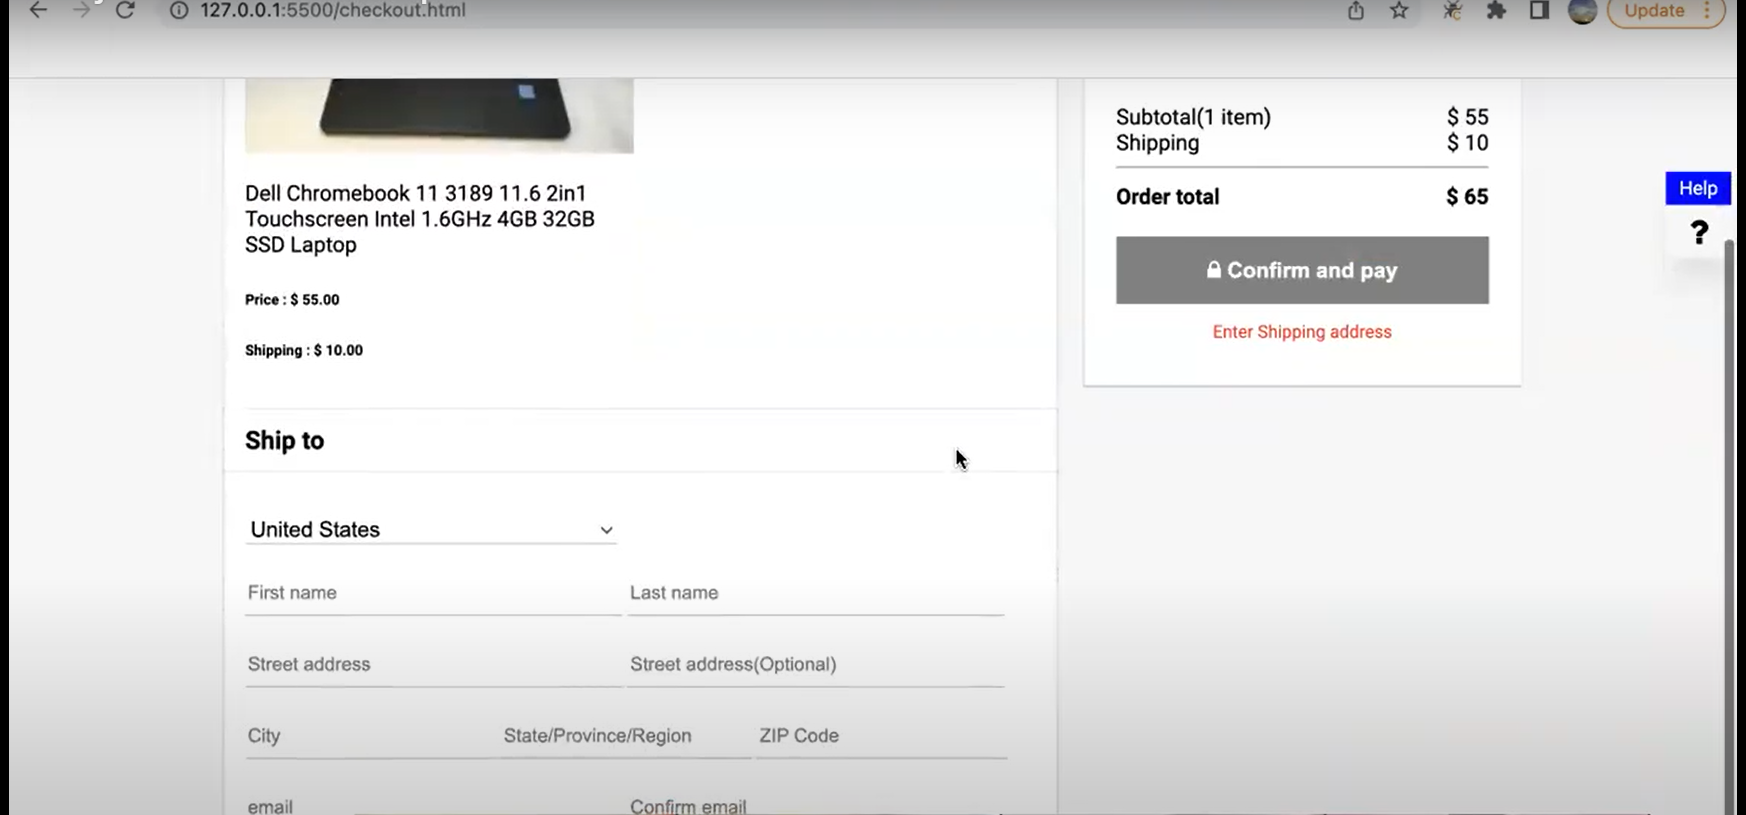 127.0.0.1:5500/checkout.html
Update
Subtotal(1 item) $ 55
Shipping $ 10
Order total $ 65
Confirm and pay
Enter Shipping address
Help
?
Dell Chromebook 11 3189 11.6 2in1
Touchscreen Intel 1.6GHz 4GB 32GB
SSD Laptop
Price : $ 55.00
Shipping : $ 10.00
Ship to
United States
First name Last name
Street address Street address(Optional)
City State/Province/Region ZIP Code
email Confirm email